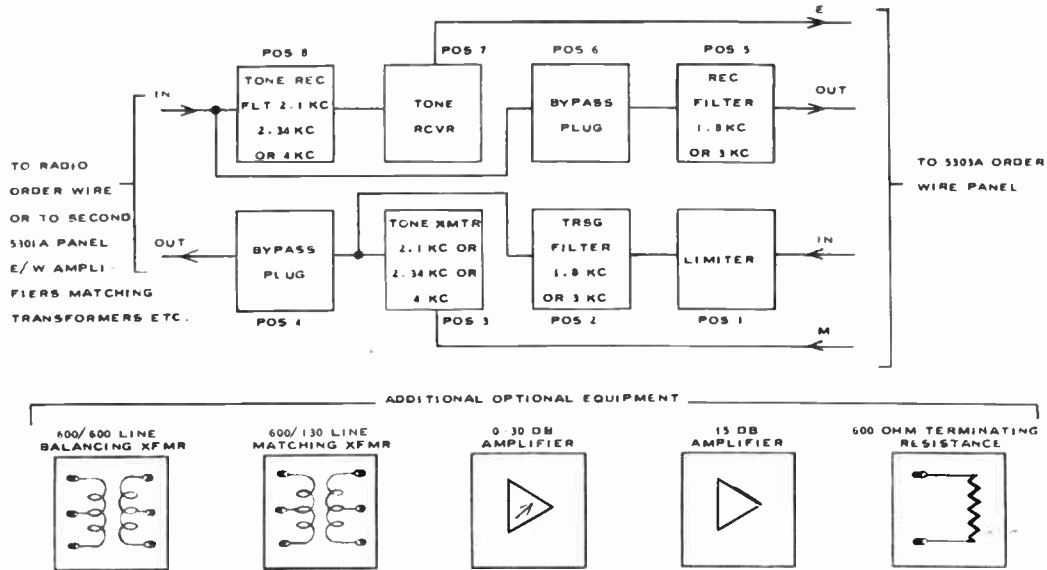 E
POS 8
POS 7
POS 6
POS 5
IN
TONE REC
FLT 2.1 KC
2.34 KC
OR 4 KC
TONE
RCVR
BYPASS
PLUG
REC
FILTER
1.8 KC
OR 3 KC
OUT
TO RADIO
ORDER WIRE
OR TO SECOND
5301A PANEL
E/W AMPLI-
FIERS MATCHING
TRANSFORMERS ETC.
TO 5303A ORDER
WIRE PANEL
OUT
BYPASS
PLUG
TONE XMTR
2.1 KC OR
2.34 KC OR
4 KC
TRSG
FILTER
1.8 KC
OR 3 KC
LIMITER
IN
POS 4
POS 3
POS 2
POS 1
M
ADDITIONAL OPTIONAL EQUIPMENT
600/600 LINE
BALANCING XFMR
600/130 LINE
MATCHING XFMR
0-30 DB
AMPLIFIER
15 DB
AMPLIFIER
600 OHM TERMINATING
RESISTANCE